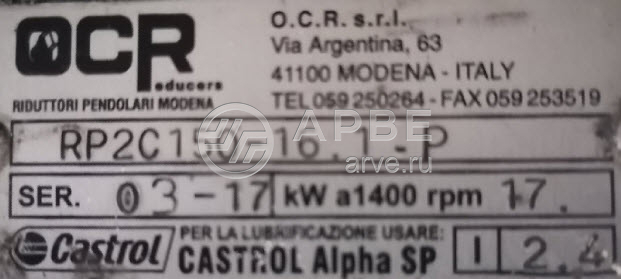 OCR
educers
RIDUTTORI PENDOLARI MODENA
O.C.R. s.r.l.
Via Argentina, 63
41100 MODENA - ITALY
TEL 059 250264 - FAX 059 253519
RP2C150 16.1-P
АРВЕ
arve.ru
SER. 03-17 kW a1400 rpm 17.
Castrol PER LA LUBRIFICAZIONE USARE:
CASTROL Alpha SP I 2.4